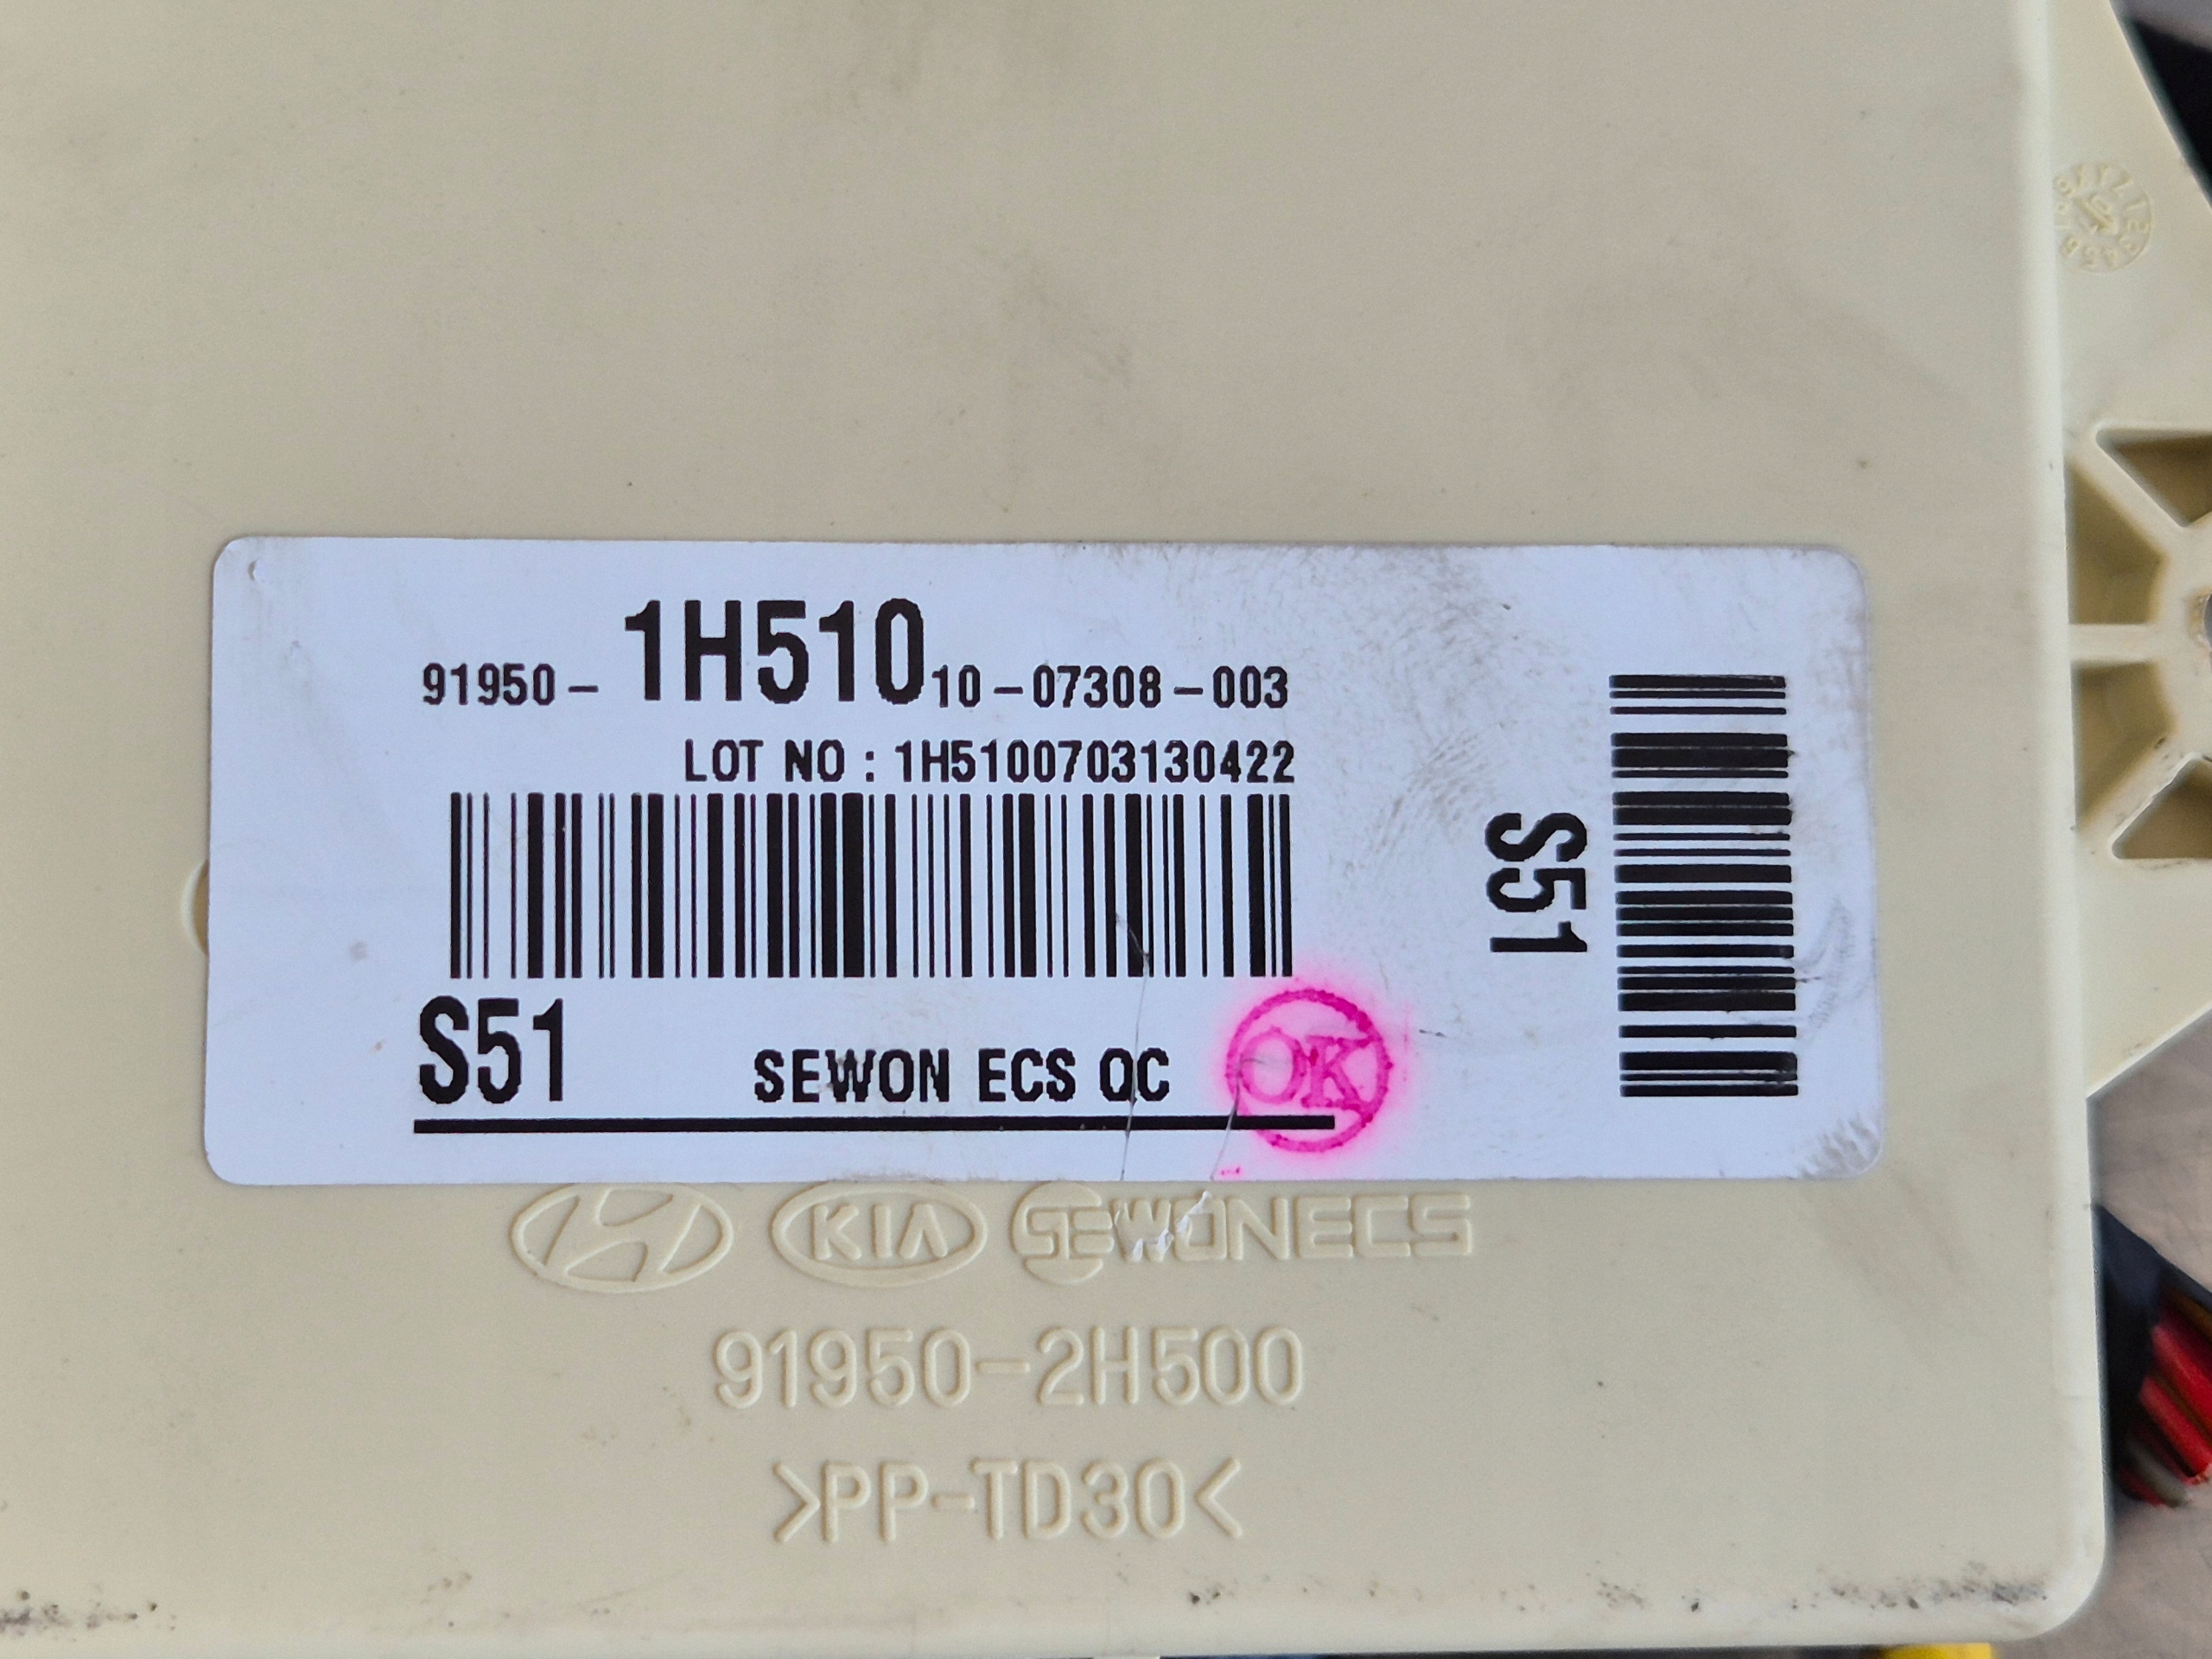 91950- 1H510 10-07308-003
LOT NO : 1H5100703130422
S51
S51
SEWON ECS QC
OK
KIA SEWONECS
91950-2H500
>PP-TD30<